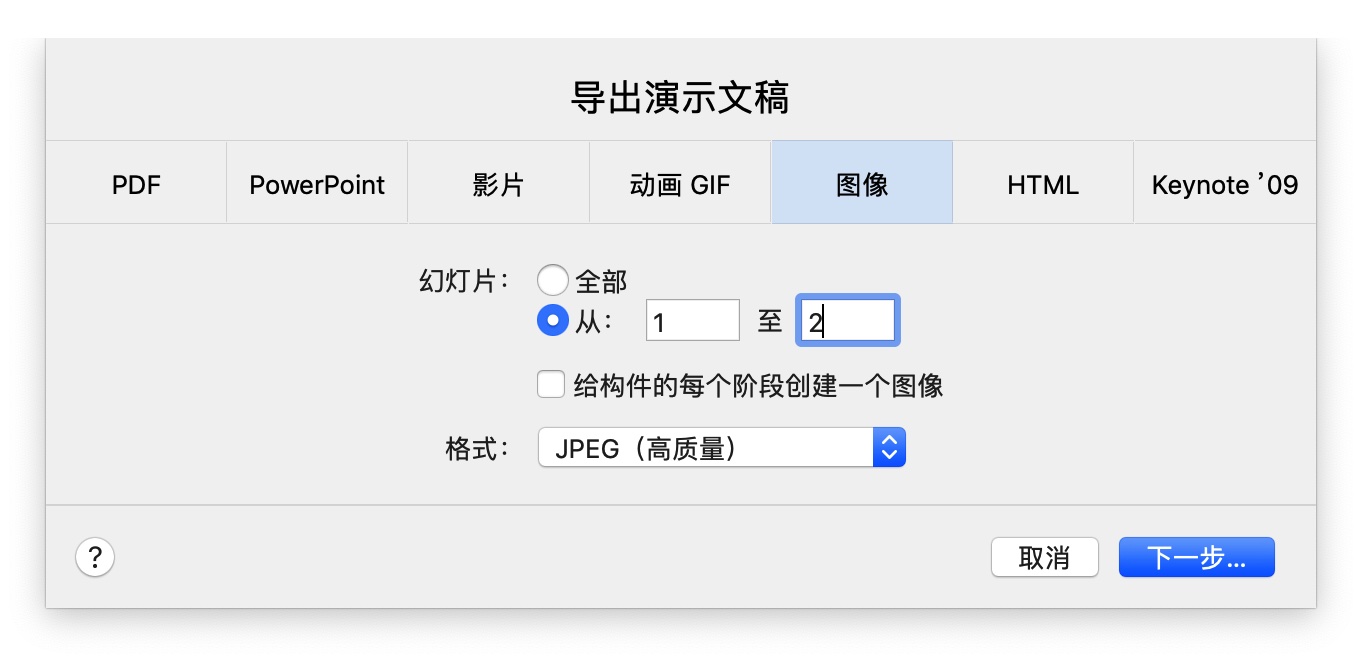 导出演示文稿
PDF PowerPoint 影片 动画 GIF 图像 HTML Keynote ’09
幻灯片： 全部
从： 1 至 2
给构件的每个阶段创建一个图像
格式： JPEG（高质量）
? 取消 下一步...